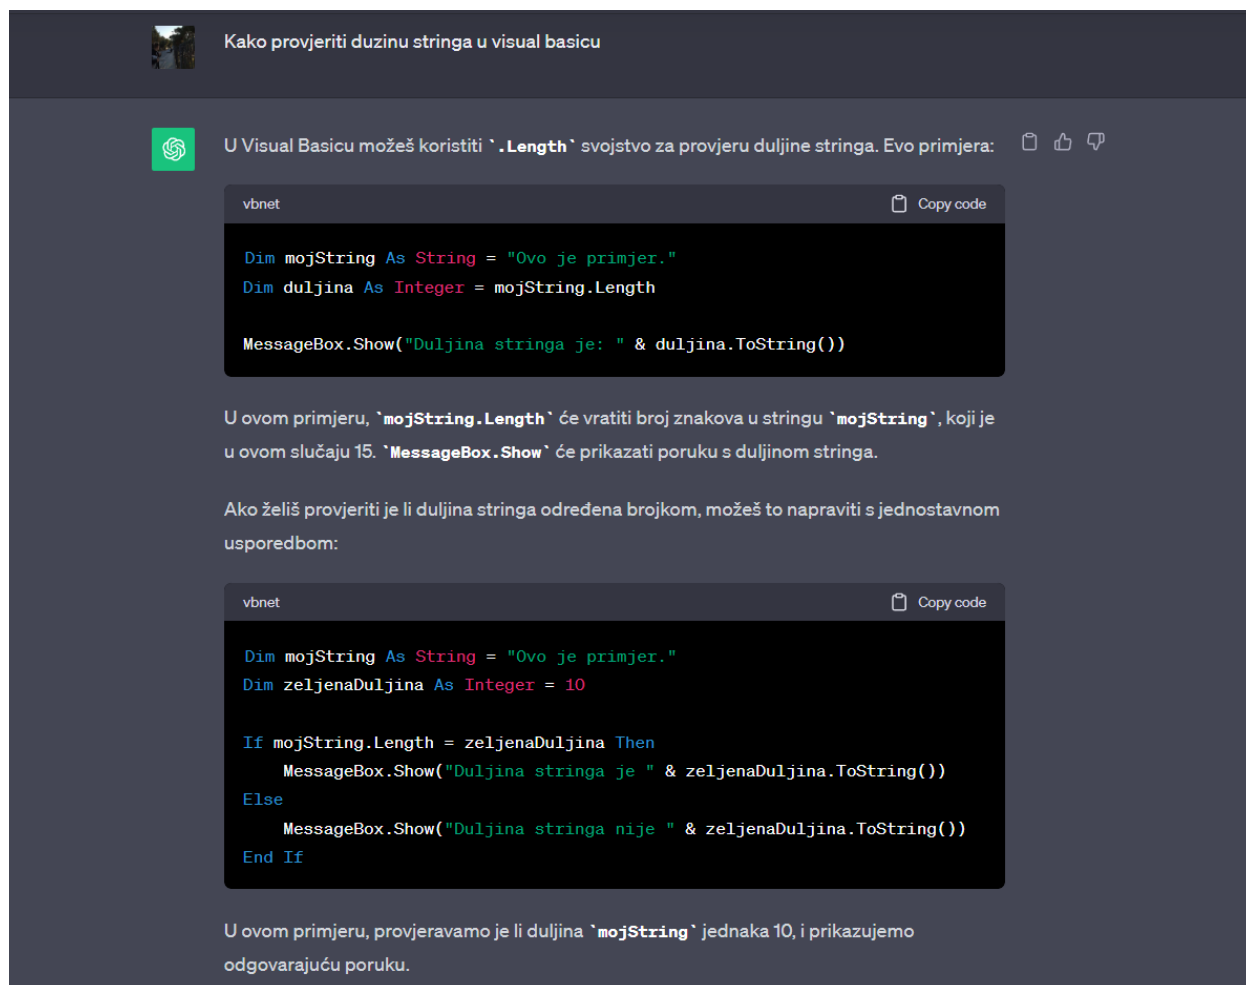 Kako provjeriti duzinu stringa u visual basicu
U Visual Basicu možeš koristiti `.Length` svojstvo za provjeru duljine stringa. Evo primjera:
vbnet
Copy code
Dim mojString As String = "Ovo je primjer."
Dim duljina As Integer = mojString.Length
MessageBox.Show("Duljina stringa je: " & duljina.ToString())
U ovom primjeru, `mojString.Length` će vratiti broj znakova u stringu `mojString`, koji je
u ovom slučaju 15. `MessageBox.Show` će prikazati poruku s duljinom stringa.
Ako želiš provjeriti je li duljina stringa određena brojkom, možeš to napraviti s jednostavnom
usporedbom:
vbnet
Copy code
Dim mojString As String = "Ovo je primjer."
Dim zeljenaDuljina As Integer = 10
If mojString.Length = zeljenaDuljina Then
    MessageBox.Show("Duljina stringa je " & zeljenaDuljina.ToString())
Else
    MessageBox.Show("Duljina stringa nije " & zeljenaDuljina.ToString())
End If
U ovom primjeru, provjeravamo je li duljina `mojString` jednaka 10, i prikazujemo
odgovarajuću poruku.